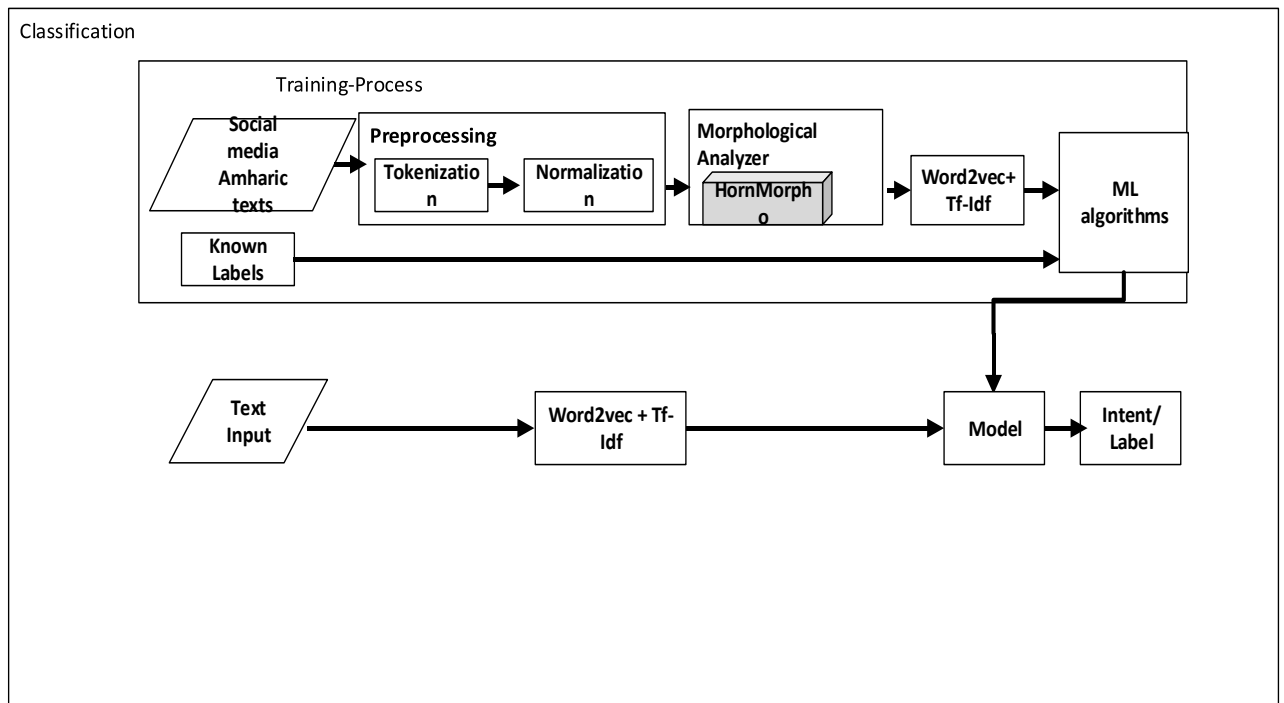 Classification
Training-Process
Social
media
Amharic
texts
Preprocessing
Tokenizatio
n
Normalizatio
n
Morphological
Analyzer
HornMorph
o
Word2vec+
Tf-Idf
ML
algorithms
Known
Labels
Text
Input
Word2vec + Tf-
Idf
Model
Intent/
Label